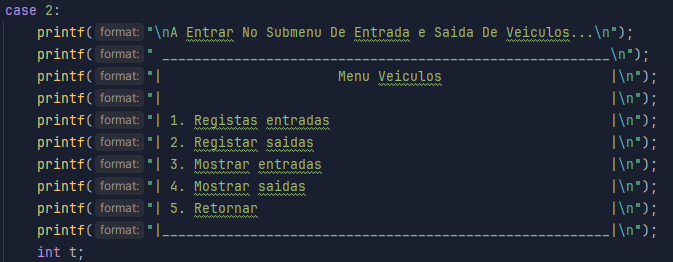 case 2:
printf( format: "\nA Entrar No Submenu De Entrada e Saida De Veiculos...\n");
printf( format: " ________________________________________________________\n");
printf( format: "|                      Menu Veiculos                     |\n");
printf( format: "|                                                        |\n");
printf( format: "| 1. Registas entradas                                   |\n");
printf( format: "| 2. Registar saidas                                     |\n");
printf( format: "| 3. Mostrar entradas                                    |\n");
printf( format: "| 4. Mostrar saidas                                      |\n");
printf( format: "| 5. Retornar                                            |\n");
printf( format: "|________________________________________________________|\n");
int t;